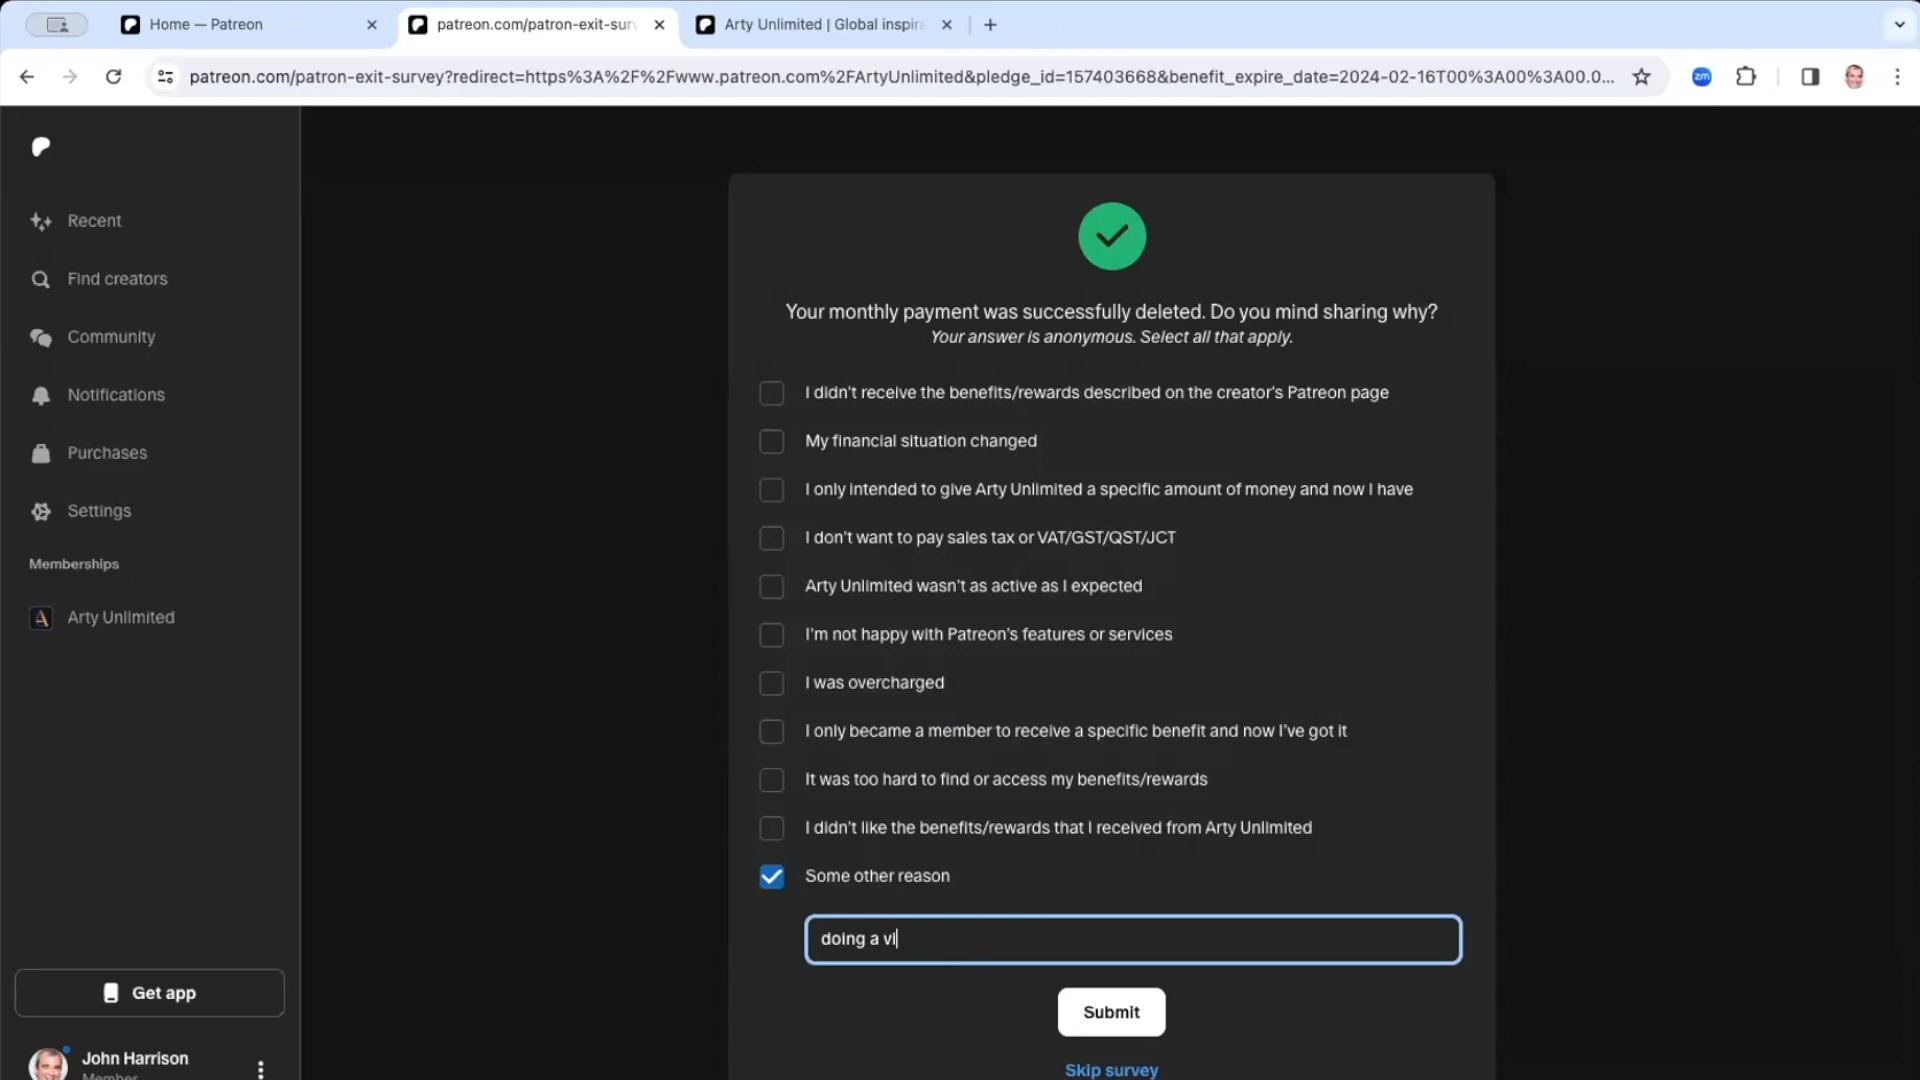 Home — Patreon
patreon.com/patron-exit-surv
Arty Unlimited | Global inspira
patreon.com/patron-exit-survey?redirect=https%3A%2F%2Fwww.patreon.com%2FArtyUnlimited&pledge_id=157403668&benefit_expire_date=2024-02-16T00%3A00%3A00.0...
zm
Recent
Find creators
Community
Notifications
Purchases
Settings
Memberships
A Arty Unlimited
Get app
John Harrison
Member
Your monthly payment was successfully deleted. Do you mind sharing why?
Your answer is anonymous. Select all that apply.
I didn't receive the benefits/rewards described on the creator's Patreon page
My financial situation changed
I only intended to give Arty Unlimited a specific amount of money and now I have
I don't want to pay sales tax or VAT/GST/QST/JCT
Arty Unlimited wasn't as active as I expected
I'm not happy with Patreon's features or services
I was overcharged
I only became a member to receive a specific benefit and now I've got it
It was too hard to find or access my benefits/rewards
I didn't like the benefits/rewards that I received from Arty Unlimited
Some other reason
doing a vi
Submit
Skip survey